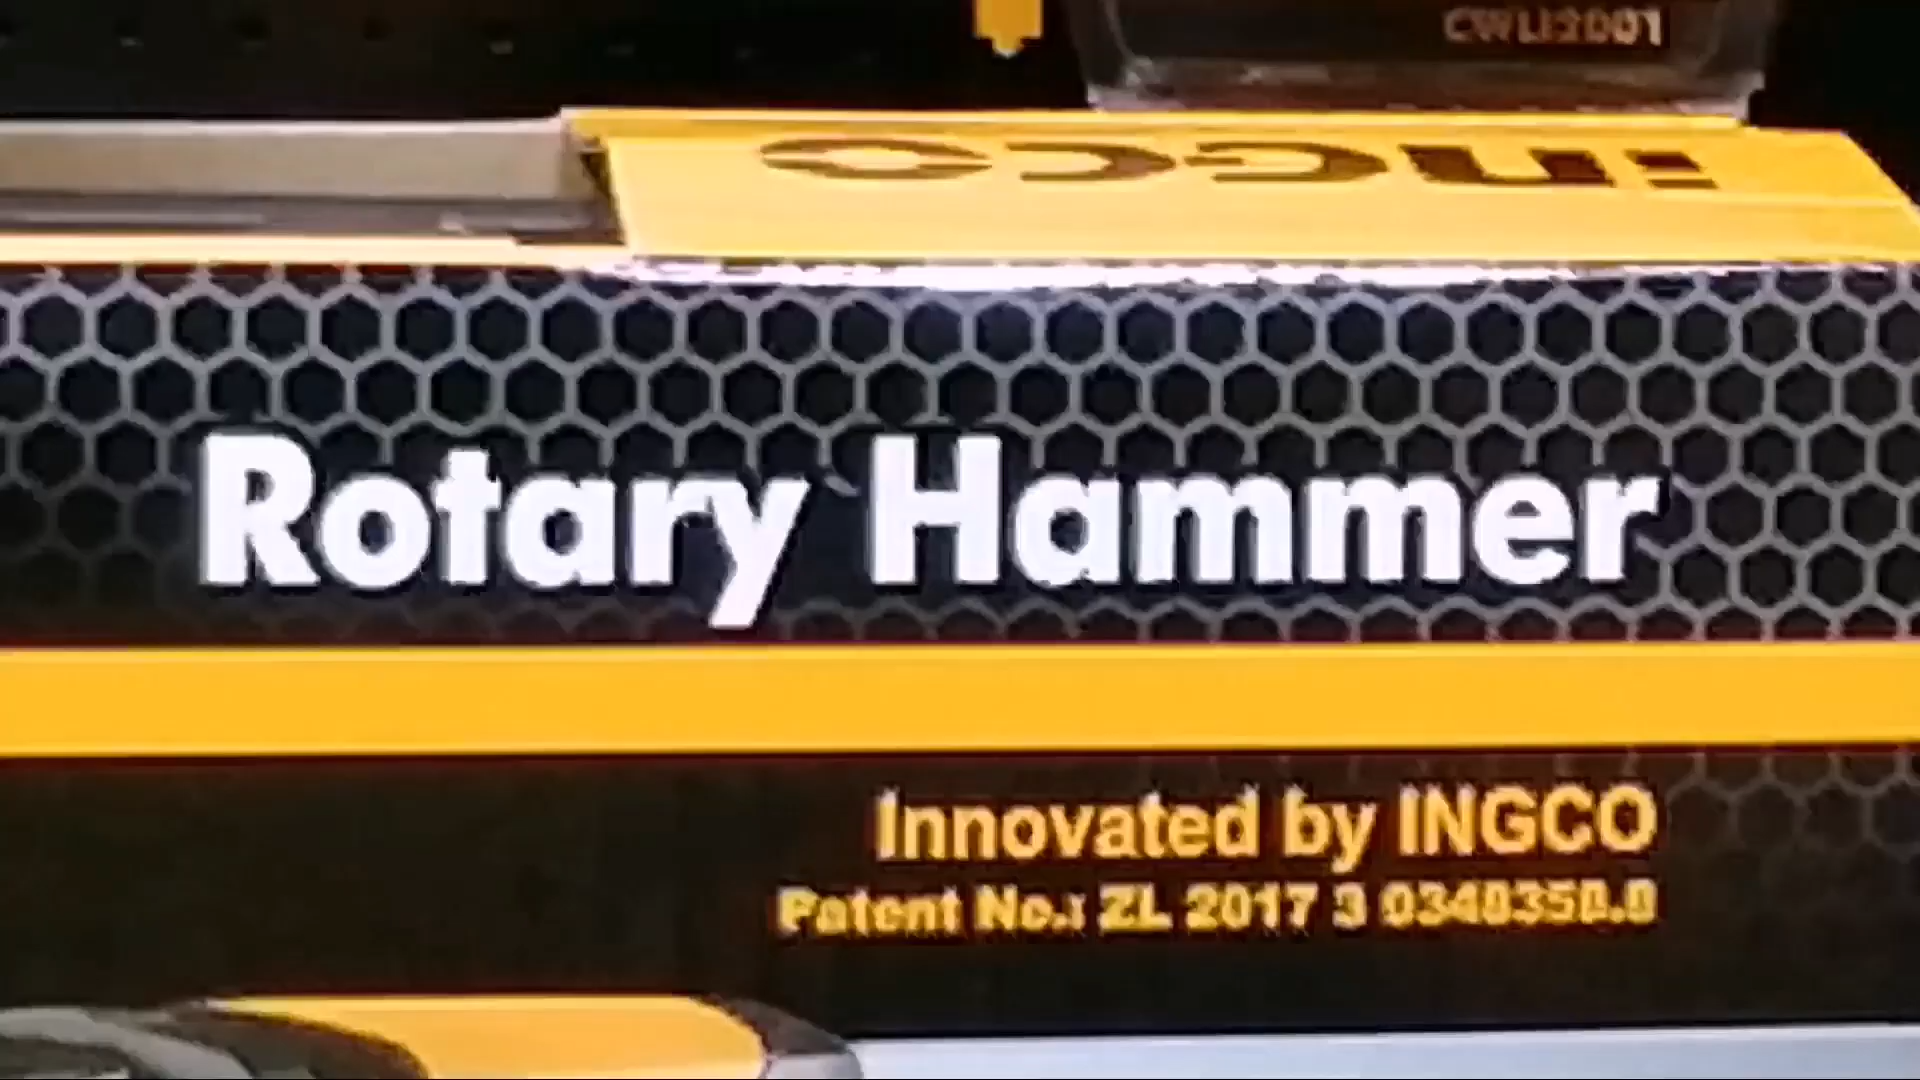 CWLI2001
INGCO
Rotary Hammer
Innovated by INGCO
Patent No.: ZL 2017 3